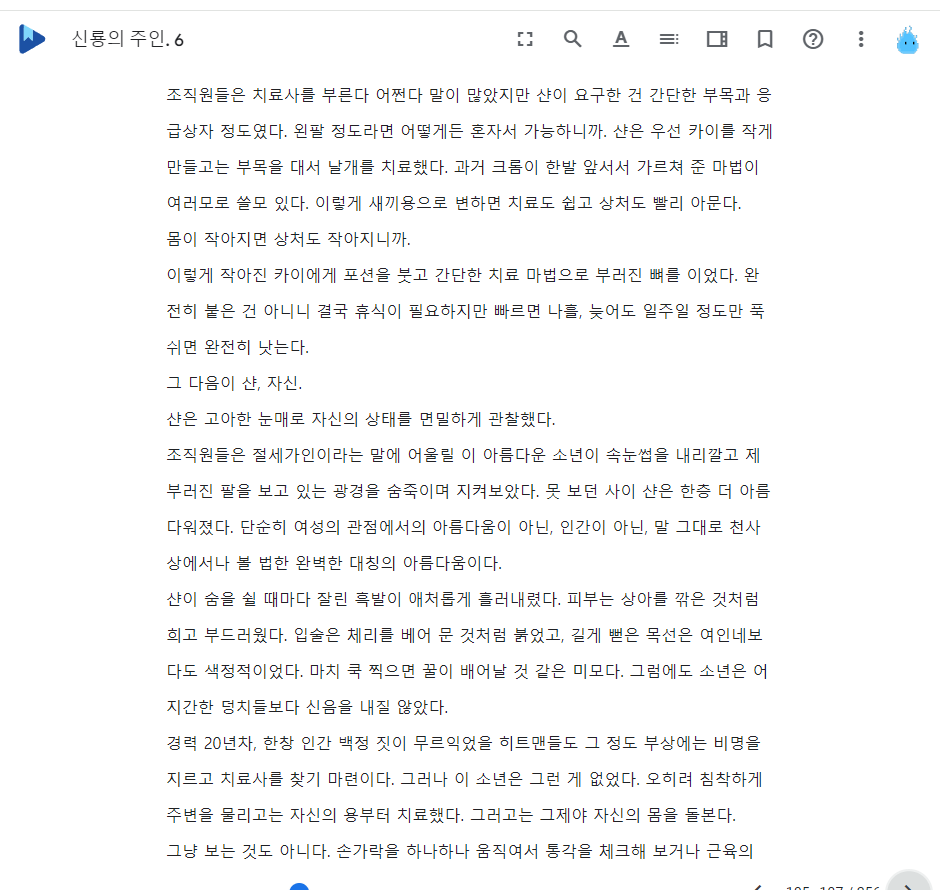 신룡의 주인. 6
조직원들은 치료사를 부른다 어쩐다 말이 많았지만 샨이 요구한 건 간단한 부목과 응
급상자 정도였다. 왼팔 정도라면 어떻게든 혼자서 가능하니까. 샨은 우선 카이를 작게
만들고는 부목을 대서 날개를 치료했다. 과거 크롬이 한발 앞서서 가르쳐 준 마법이
여러모로 쓸모 있다. 이렇게 새끼용으로 변하면 치료도 쉽고 상처도 빨리 아문다.
몸이 작아지면 상처도 작아지니까.
이렇게 작아진 카이에게 포션을 붓고 간단한 치료 마법으로 부러진 뼈를 이었다. 완
전히 붙은 건 아니니 결국 휴식이 필요하지만 빠르면 나흘, 늦어도 일주일 정도만 푹
쉬면 완전히 낫는다.
그 다음이 샨, 자신.
샨은 고아한 눈매로 자신의 상태를 면밀하게 관찰했다.
조직원들은 절세가인이라는 말에 어울릴 이 아름다운 소년이 속눈썹을 내리깔고 제
부러진 팔을 보고 있는 광경을 숨죽이며 지켜보았다. 못 보던 사이 샨은 한층 더 아름
다워졌다. 단순히 여성의 관점에서의 아름다움이 아닌, 인간이 아닌, 말 그대로 천사
상에서나 볼 법한 완벽한 대칭의 아름다움이다.
샨이 숨을 쉴 때마다 잘린 흑발이 애처롭게 흘러내렸다. 피부는 상아를 깎은 것처럼
희고 부드러웠다. 입술은 체리를 베어 문 것처럼 붉었고, 길게 뻗은 목선은 여인네보
다도 색정적이었다. 마치 쿡 찍으면 꿀이 배어날 것 같은 미모다. 그럼에도 소년은 어
지간한 덩치들보다 신음을 내질 않았다.
경력 20년차, 한창 인간 백정 짓이 무르익었을 히트맨들도 그 정도 부상에는 비명을
지르고 치료사를 찾기 마련이다. 그러나 이 소년은 그런 게 없었다. 오히려 침착하게
주변을 물리고는 자신의 용부터 치료했다. 그러고는 그제야 자신의 몸을 돌본다.
그냥 보는 것도 아니다. 손가락을 하나하나 움직여서 통각을 체크해 보거나 근육의